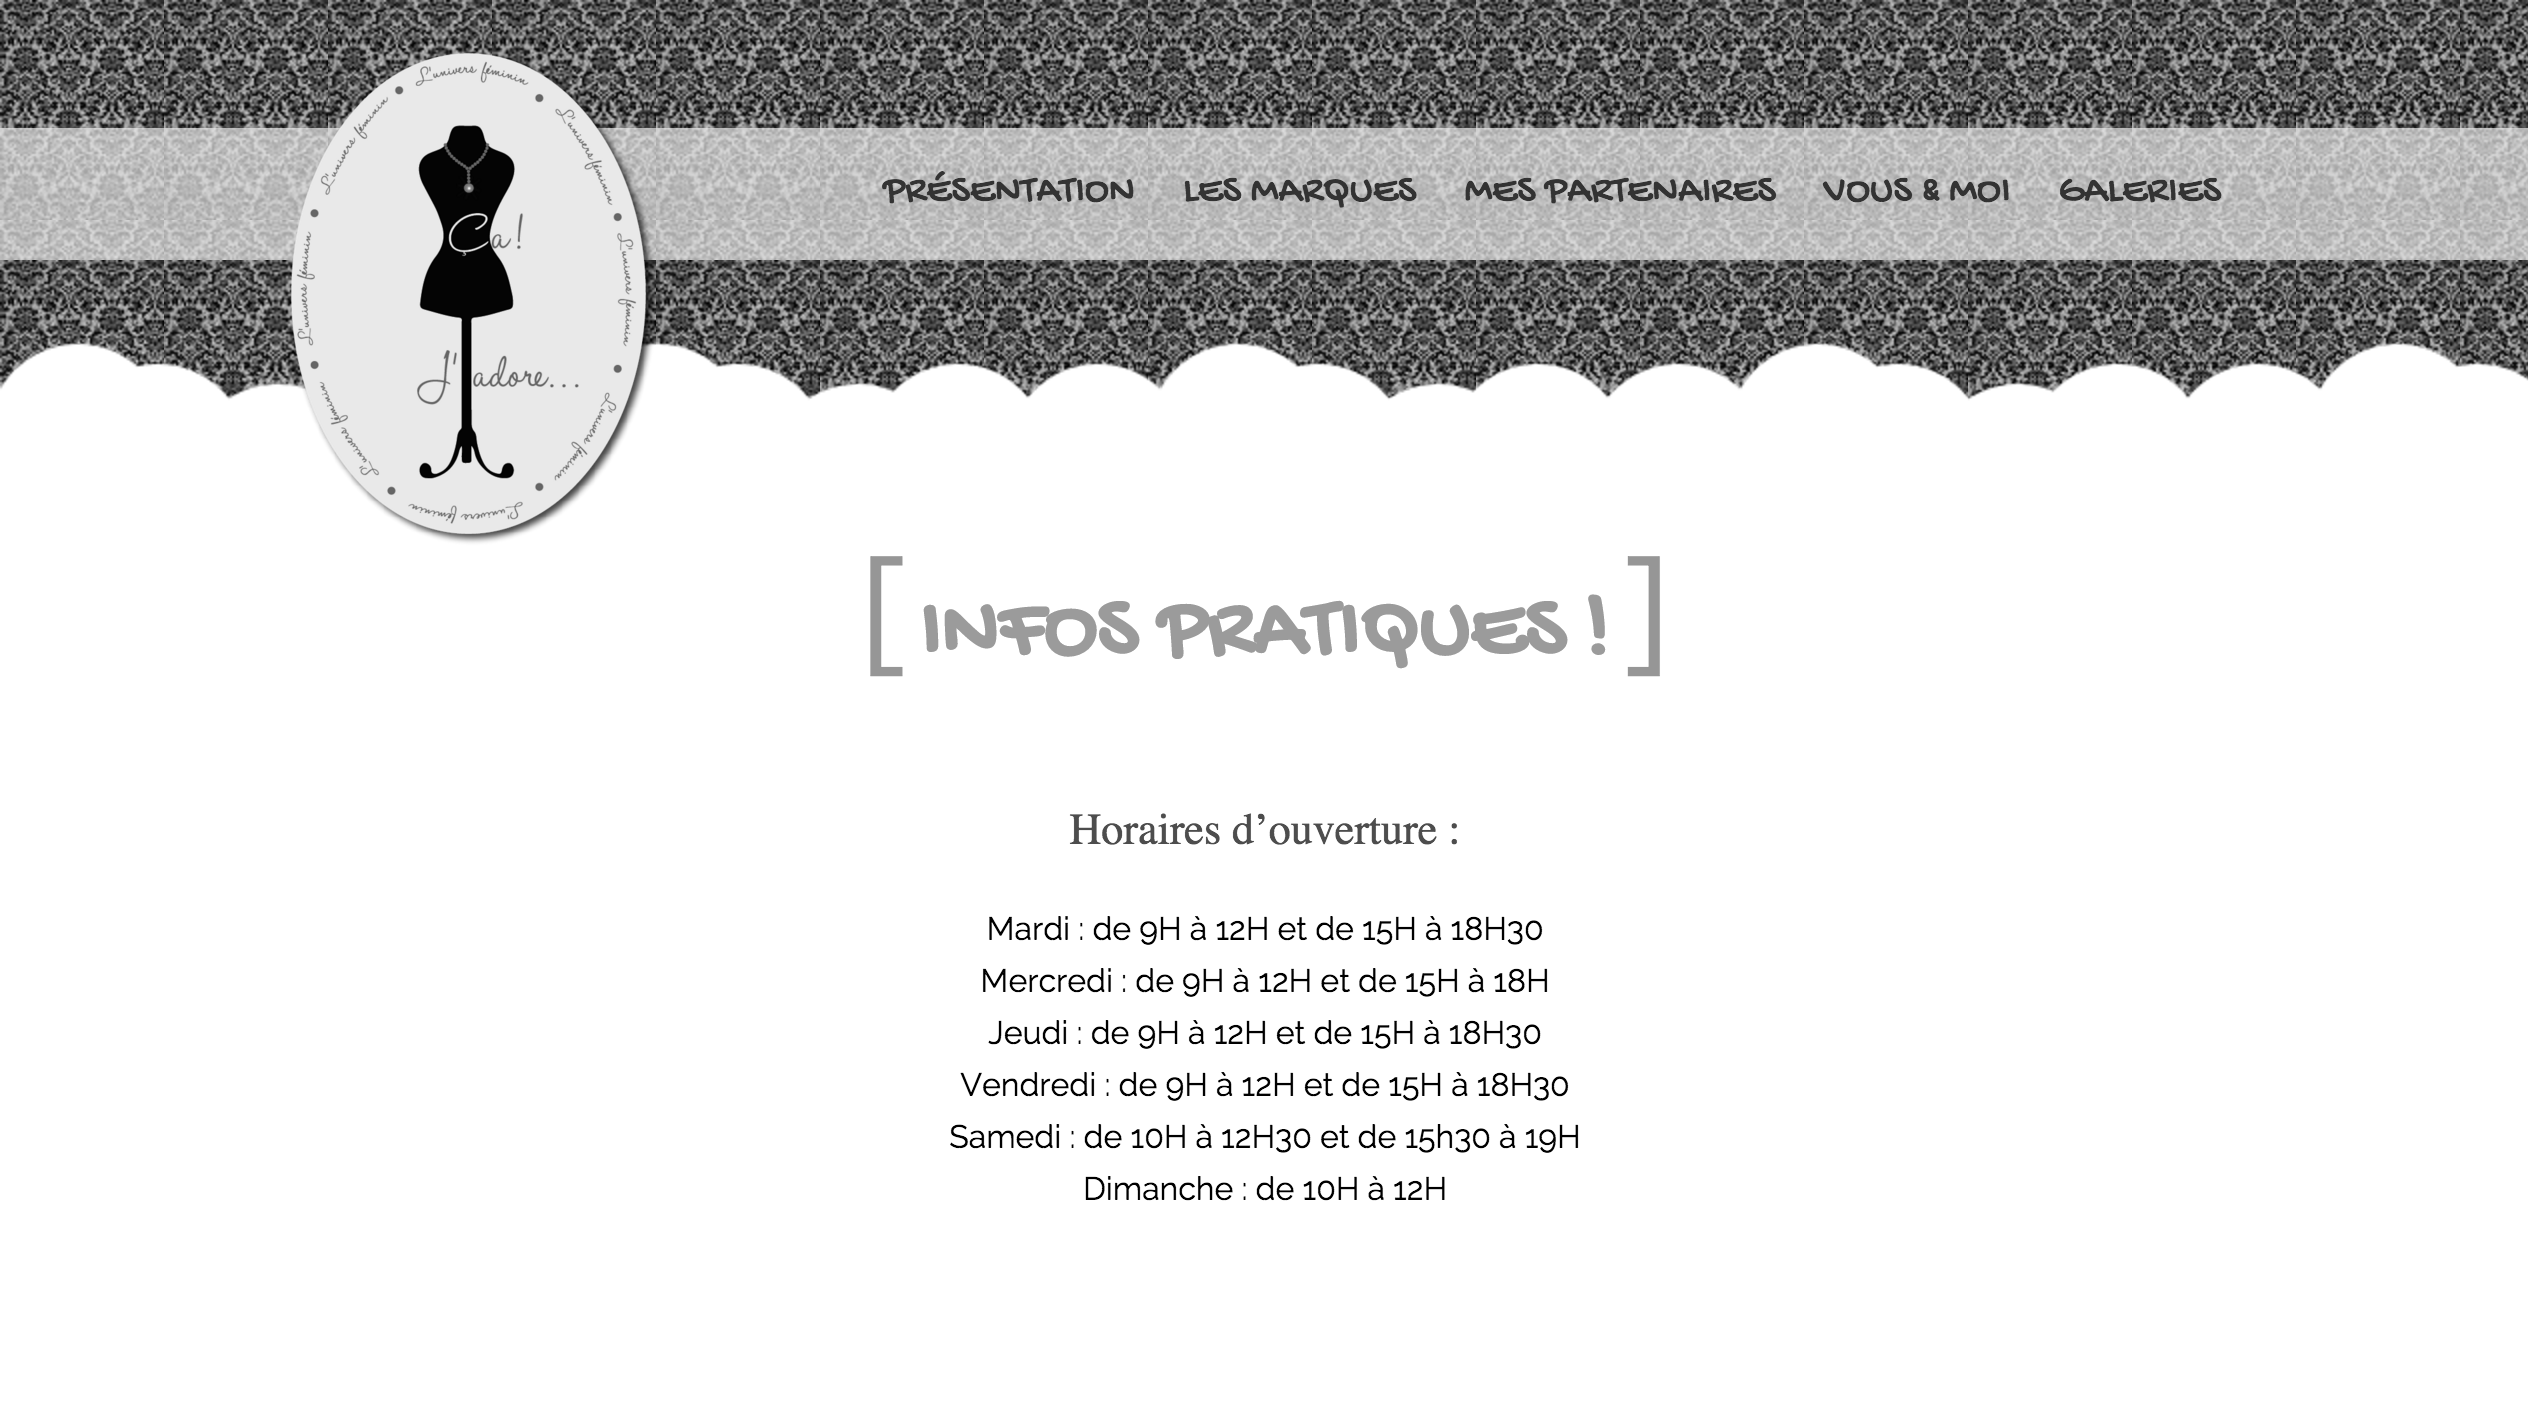 L'univers féminin
L'univers féminin
L'univers féminin
L'univers féminin
L'univers féminin
L'univers féminin
L'univers féminin
L'univers féminin
Ça !
J'adore...
PRÉSENTATION LES MARQUES MES PARTENAIRES VOUS & MOI GALERIES
[ INFOS PRATIQUES ! ]
Horaires d’ouverture :
Mardi : de 9H à 12H et de 15H à 18H30
Mercredi : de 9H à 12H et de 15H à 18H
Jeudi : de 9H à 12H et de 15H à 18H30
Vendredi : de 9H à 12H et de 15H à 18H30
Samedi : de 10H à 12H30 et de 15h30 à 19H
Dimanche : de 10H à 12H